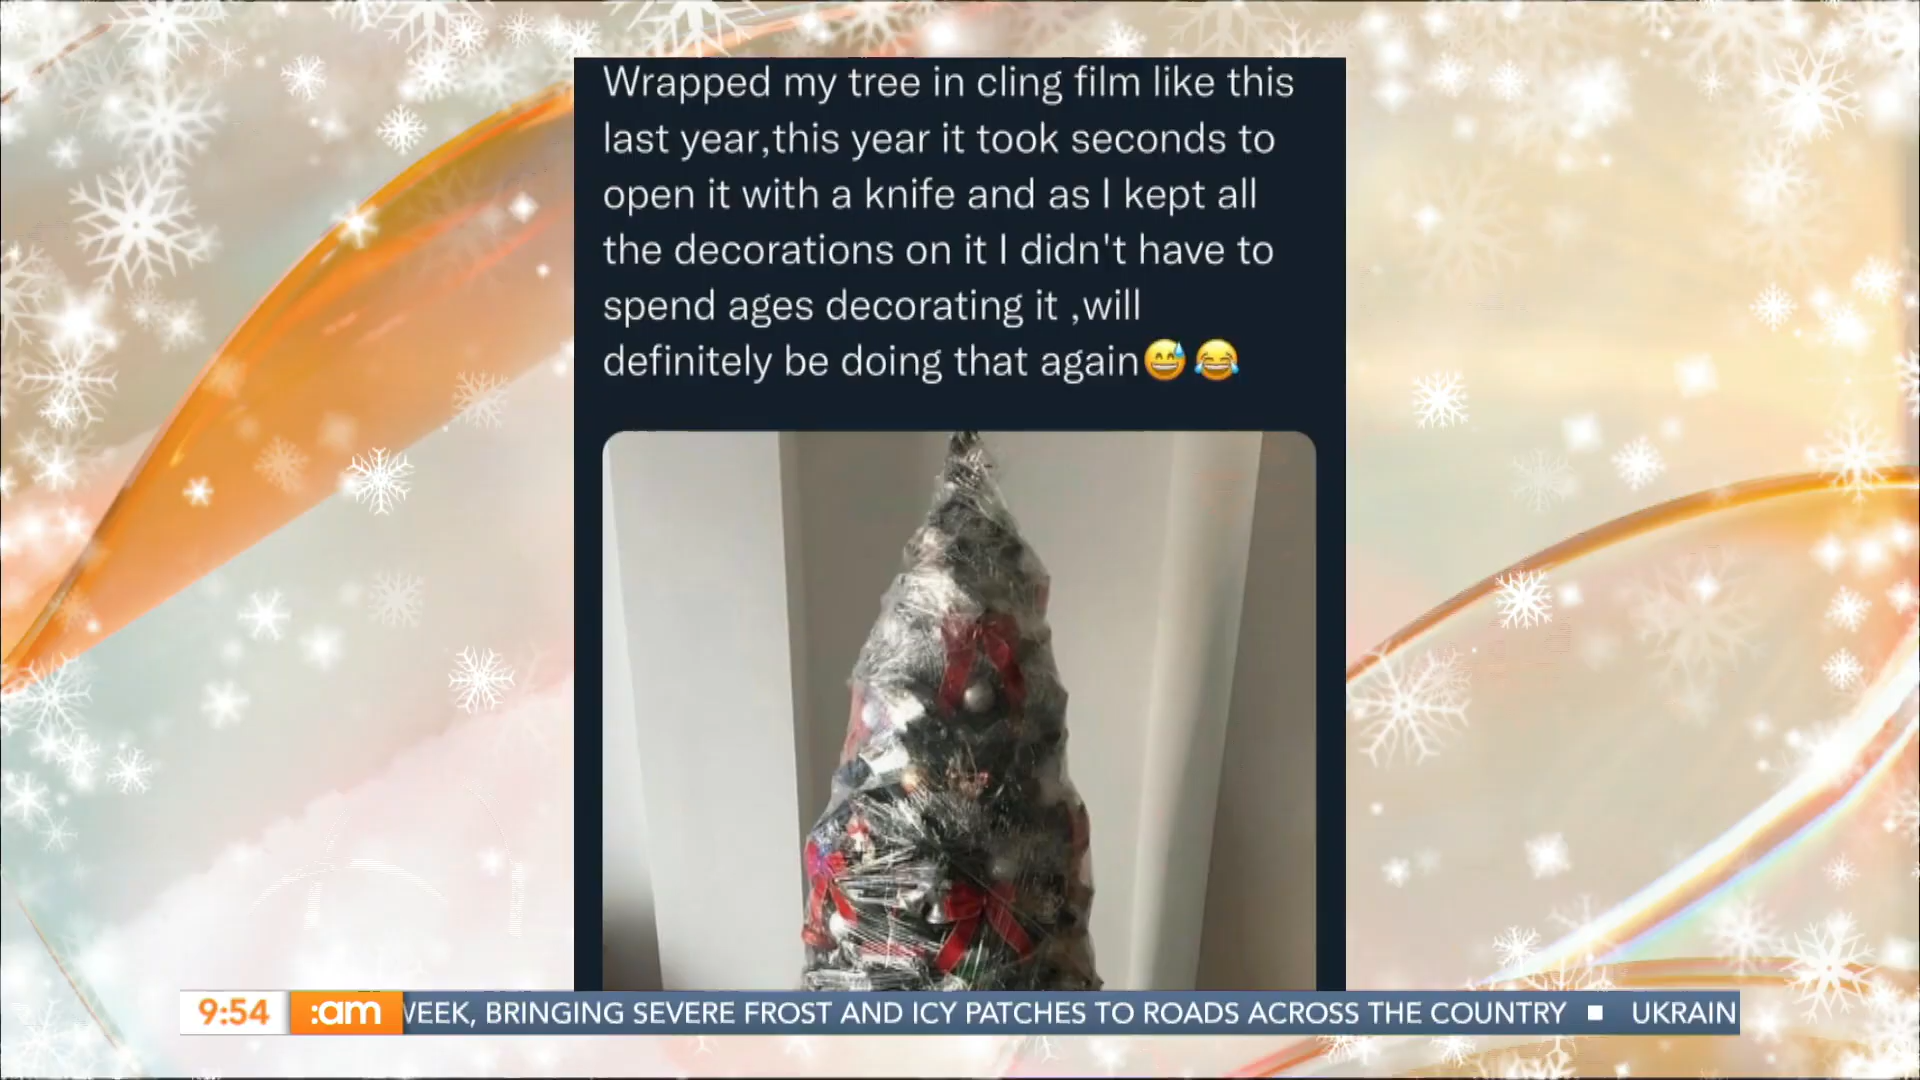 Wrapped my tree in cling film like this
last year,this year it took seconds to
open it with a knife and as I kept all
the decorations on it I didn't have to
spend ages decorating it ,will
definitely be doing that again😅😂
9:54 :am WEEK, BRINGING SEVERE FROST AND ICY PATCHES TO ROADS ACROSS THE COUNTRY ■ UKRAIN